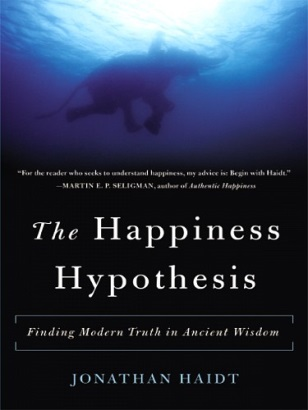 “For the reader who seeks to understand happiness, my advice is: Begin with Haidt.”
—MARTIN E. P. SELIGMAN, author of Authentic Happiness
The Happiness
Hypothesis
Finding Modern Truth in Ancient Wisdom
JONATHAN HAIDT